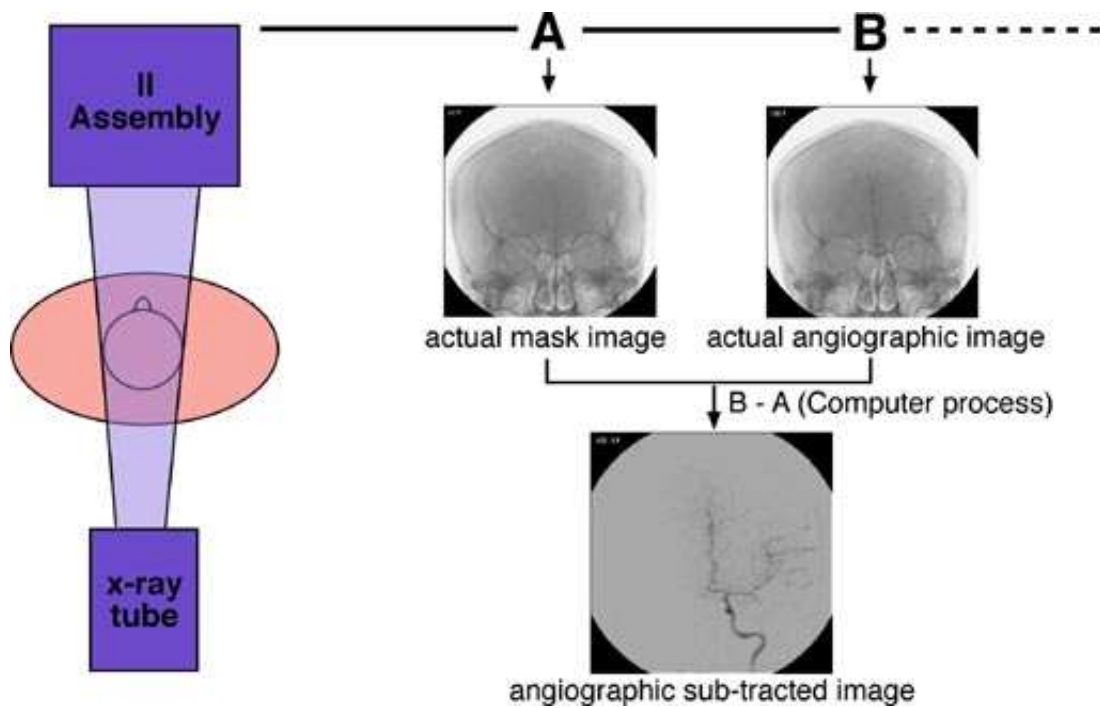 II
Assembly
A
B
actual mask image
actual angiographic image
B - A (Computer process)
x-ray
tube
angiographic sub-tracted image